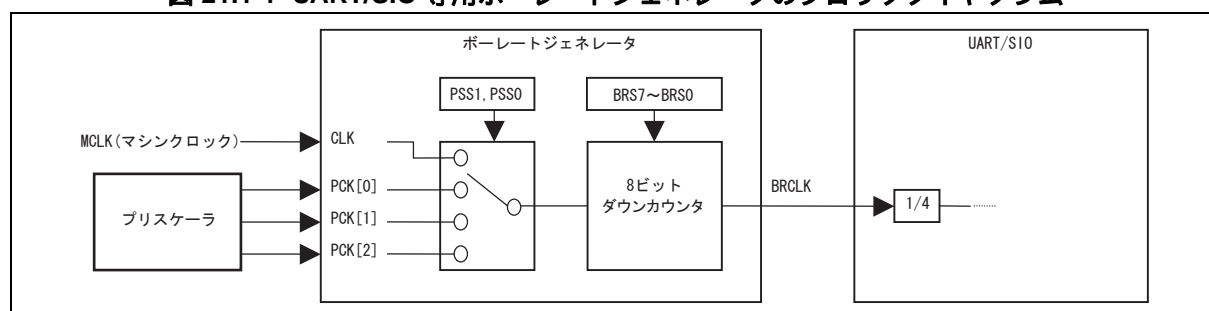 ボーレートジェネレータ
UART/SIO
PSS1,PSS0
BRS7～BRS0
MCLK(マシンクロック)
CLK
プリスケーラ
PCK[0]
PCK[1]
PCK[2]
8ビット
ダウンカウンタ
BRCLK
1/4